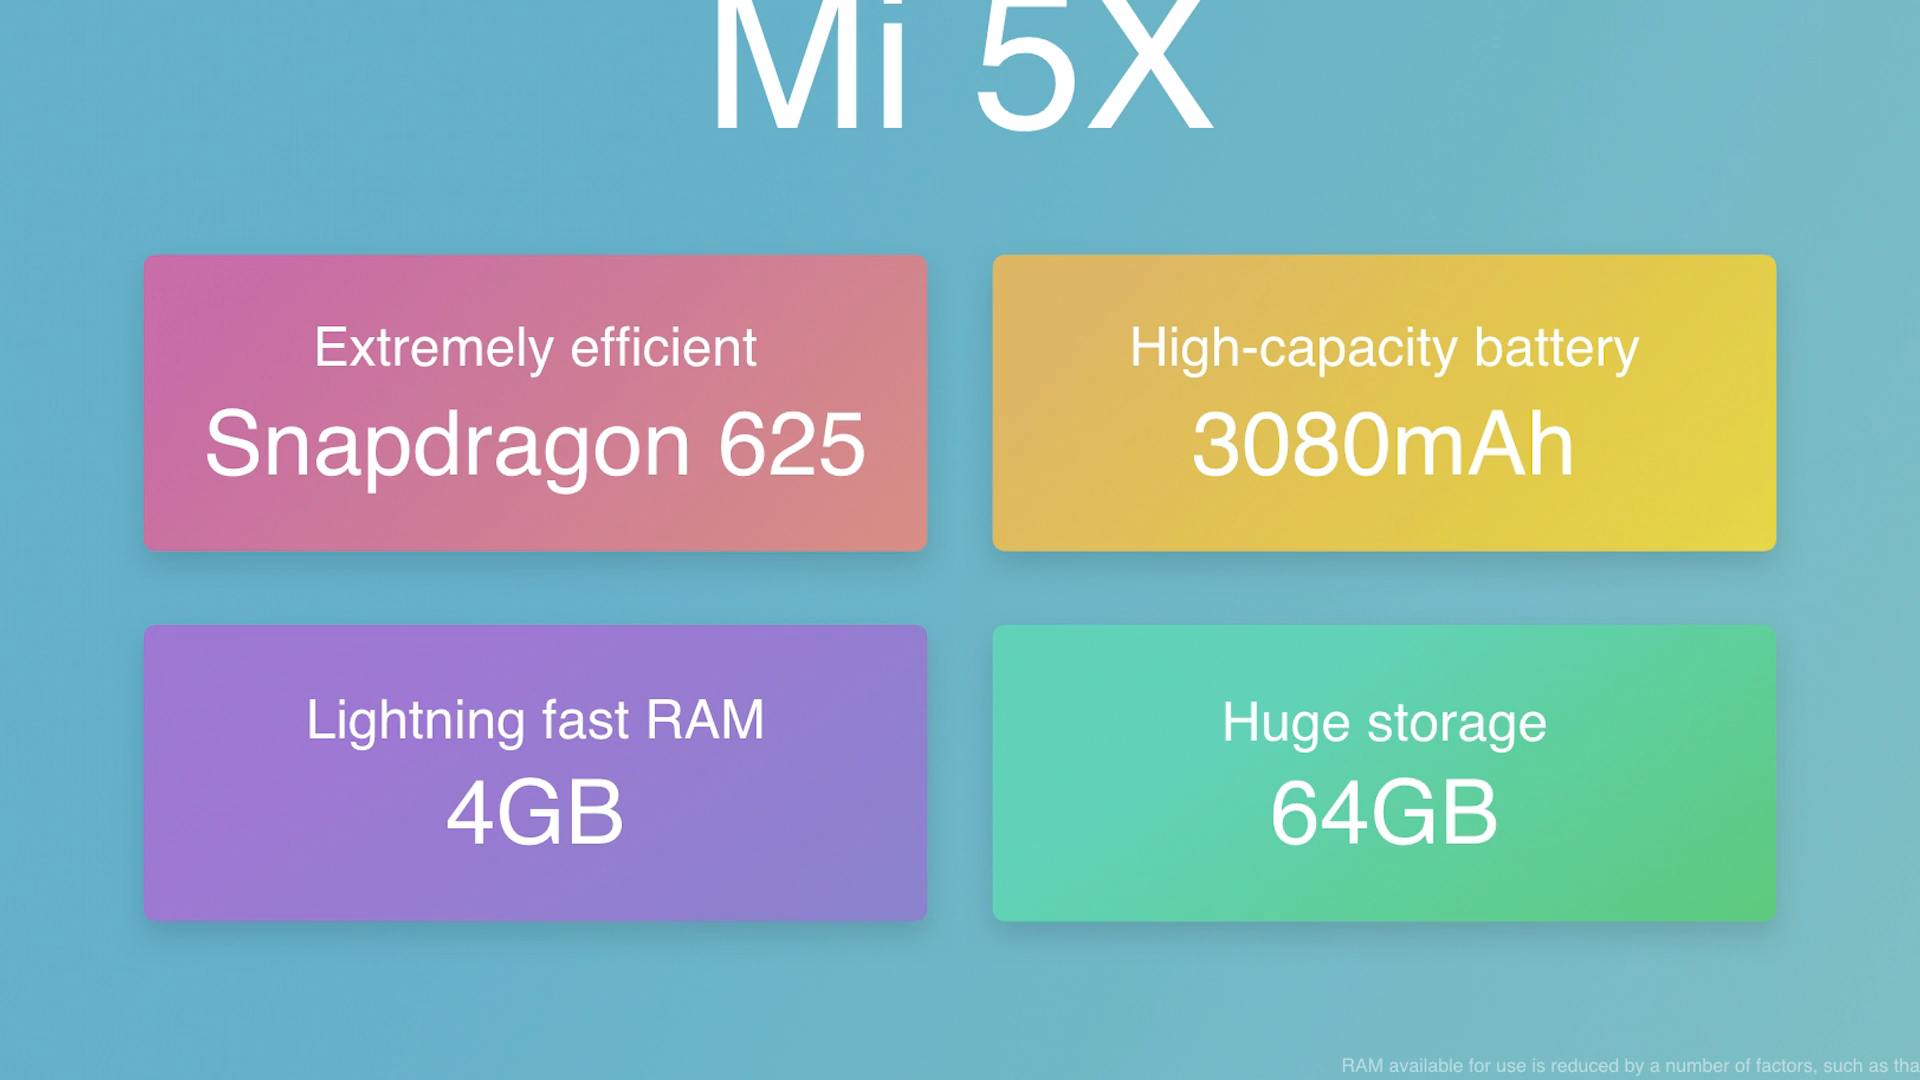 Mi 5X
Extremely efficient
Snapdragon 625
High-capacity battery
3080mAh
Lightning fast RAM
4GB
Huge storage
64GB
RAM available for use is reduced by a number of factors, such as tha